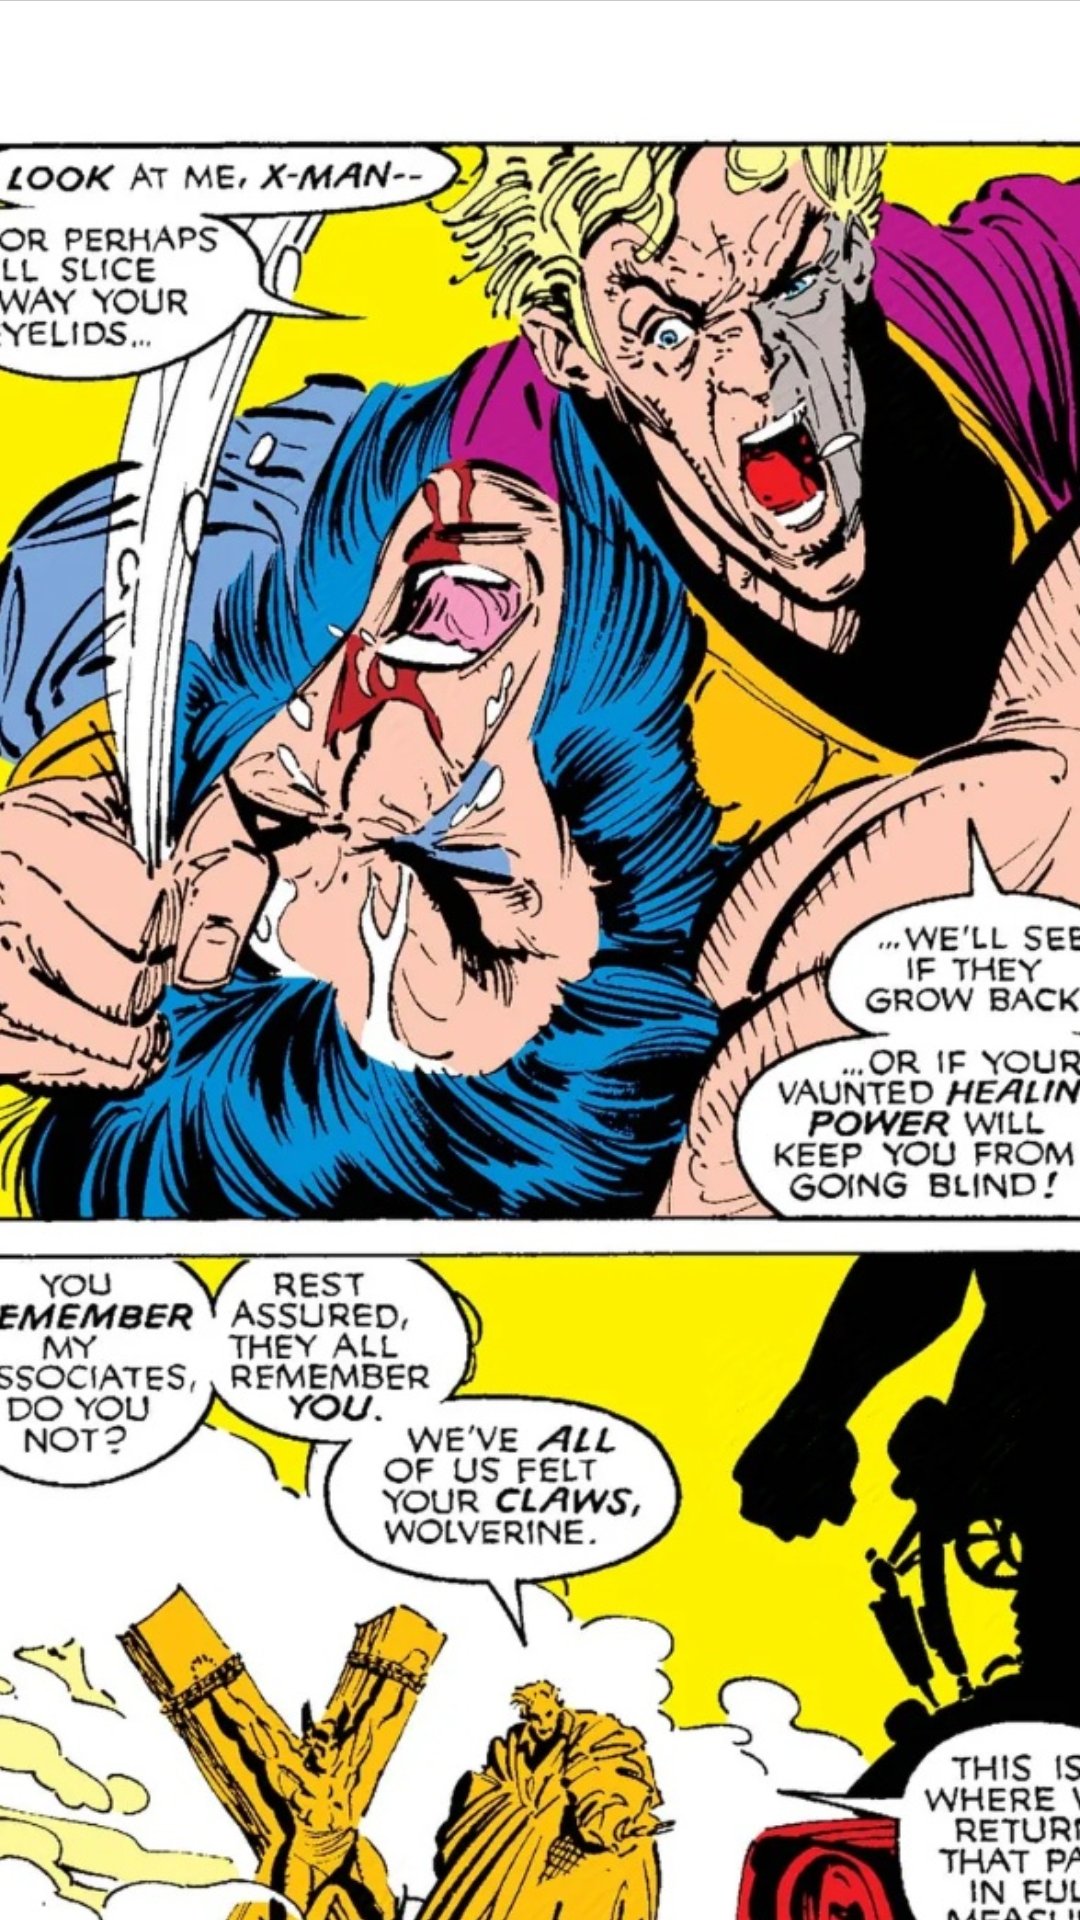 LOOK AT ME, X-MAN--
OR PERHAPS
LL SLICE
WAY YOUR
YELIDS...
...WE'LL SEE
IF THEY
GROW BACK
...OR IF YOUR
VAUNTED HEALIN
POWER WILL
KEEP YOU FROM
GOING BLIND!
YOU
EMEMBER
MY
SSOCIATES,
DO YOU
NOT?
REST
ASSURED,
THEY ALL
REMEMBER
YOU.
WE'VE ALL
OF US FELT
YOUR CLAWS,
WOLVERINE.
THIS IS
WHERE
RETUR
THAT PA
IN FUL